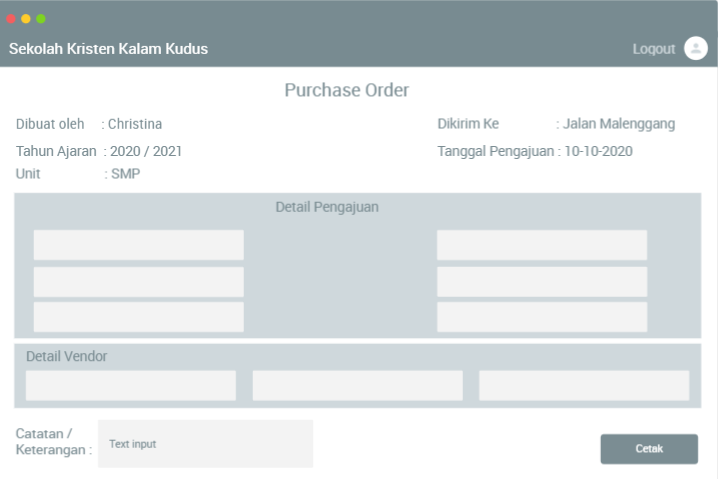 Sekolah Kristen Kalam Kudus
Logout
Purchase Order
Dibuat oleh : Christina
Dikirim Ke : Jalan Malenggang
Tahun Ajaran : 2020 / 2021
Tanggal Pengajuan : 10-10-2020
Unit : SMP
Detail Pengajuan
Detail Vendor
Catatan /
Keterangan :
Text input
Cetak